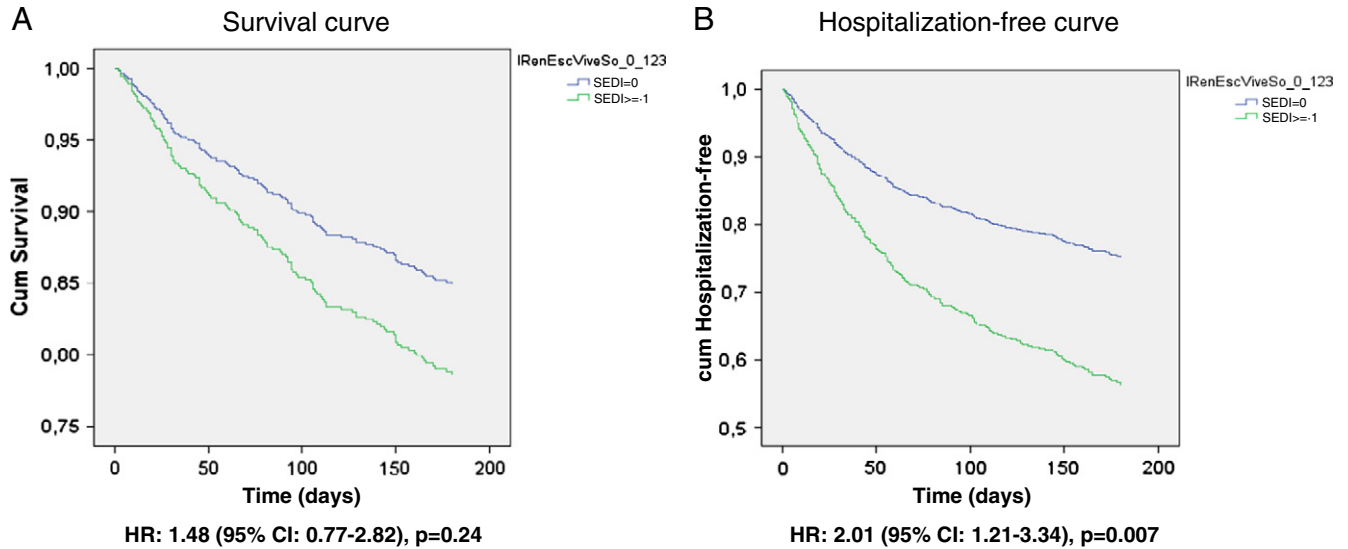 A
Survival curve
1,00
0,95
0,90
0,85
0,00
0,75
Cum Survival
0
50
100
150
200
Time (days)
lRenEscViveSo_0_123
SEDI=0
SEDI>=-1
HR: 1.48 (95% CI: 0.77-2.82), p=0.24
B
Hospitalization-free curve
1,0
0,9
0,8
0,7
0,6
0,5
cum Hospitalization-free
0
50
100
150
200
Time (days)
lRenEscViveSo_0_123
SEDI=0
SEDI>=-1
HR: 2.01 (95% CI: 1.21-3.34), p=0.007